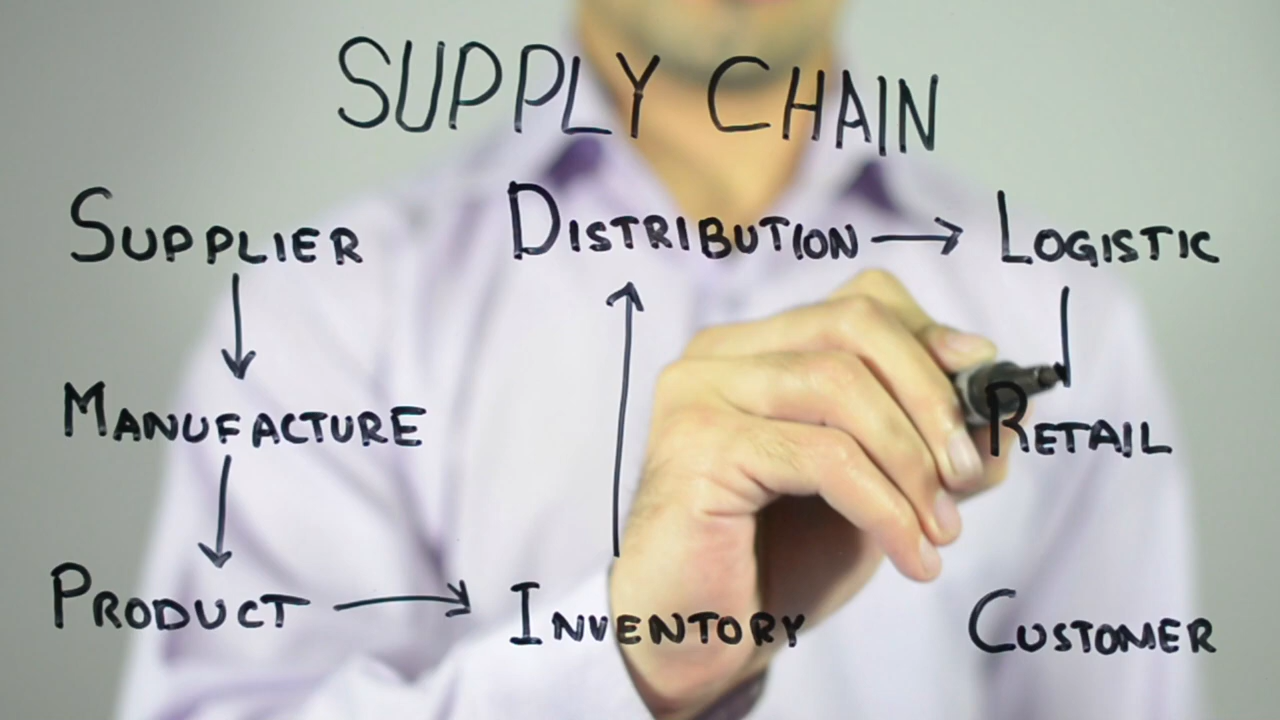 SUPPLY CHAIN
SUPPLIER DISTRIBUTION LOGISTIC
MANUFACTURE RETAIL
PRODUCT INVENTORY CUSTOMER